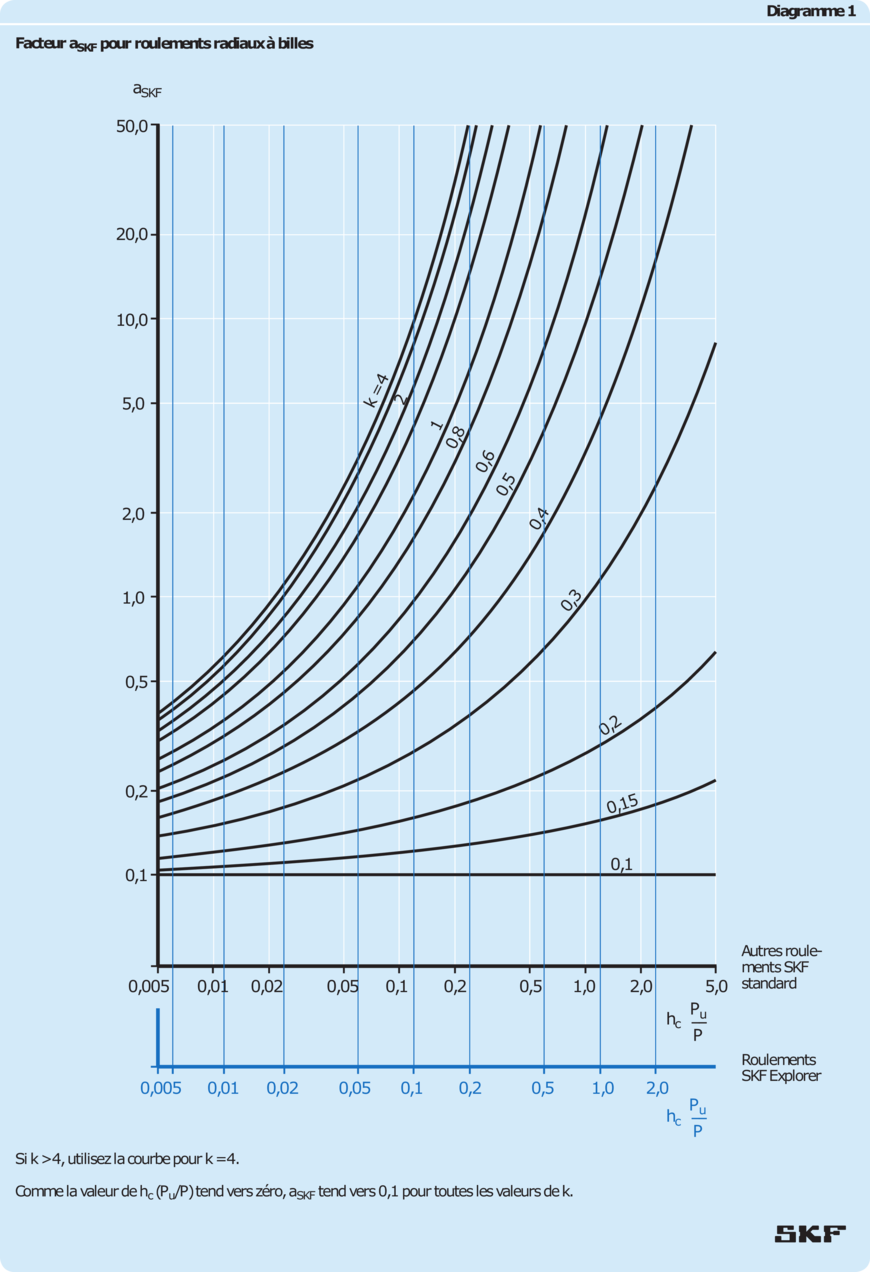 Diagramme 1
Facteur aSKF pour roulements radiaux à billes
aSKF
50,0
20,0
10,0
5,0
2,0
1,0
0,5
0,2
0,1
k = 4
2
1
0,8
0,6
0,5
0,4
0,3
0,2
0,15
0,1
Autres roule-
ments SKF
standard
0,005 0,01 0,02 0,05 0,1 0,2 0,5 1,0 2,0 5,0
hc Pu
P
Roulements
SKF Explorer
0,005 0,01 0,02 0,05 0,1 0,2 0,5 1,0 2,0
hc Pu
P
Si k > 4, utilisez la courbe pour k = 4.
Comme la valeur de hc (Pu/P) tend vers zéro, aSKF tend vers 0,1 pour toutes les valeurs de k.
SKF